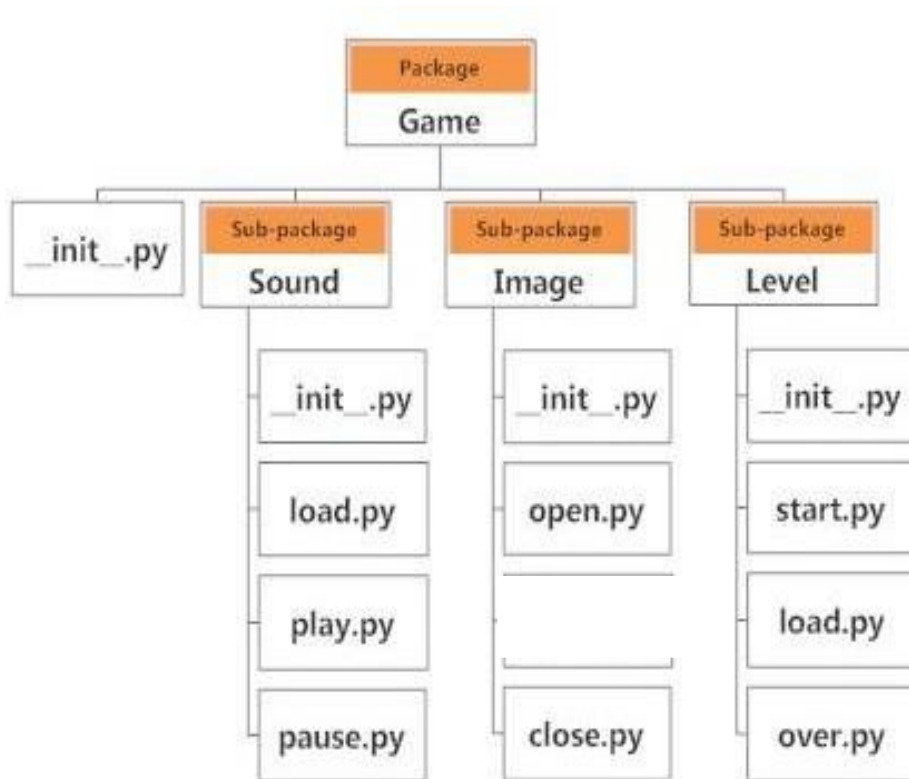 Package
Game
__init__.py
Sub-package
Sound
Sub-package
Image
Sub-package
Level
__init__.py
load.py
play.py
pause.py
__init__.py
open.py
close.py
__init__.py
start.py
load.py
over.py